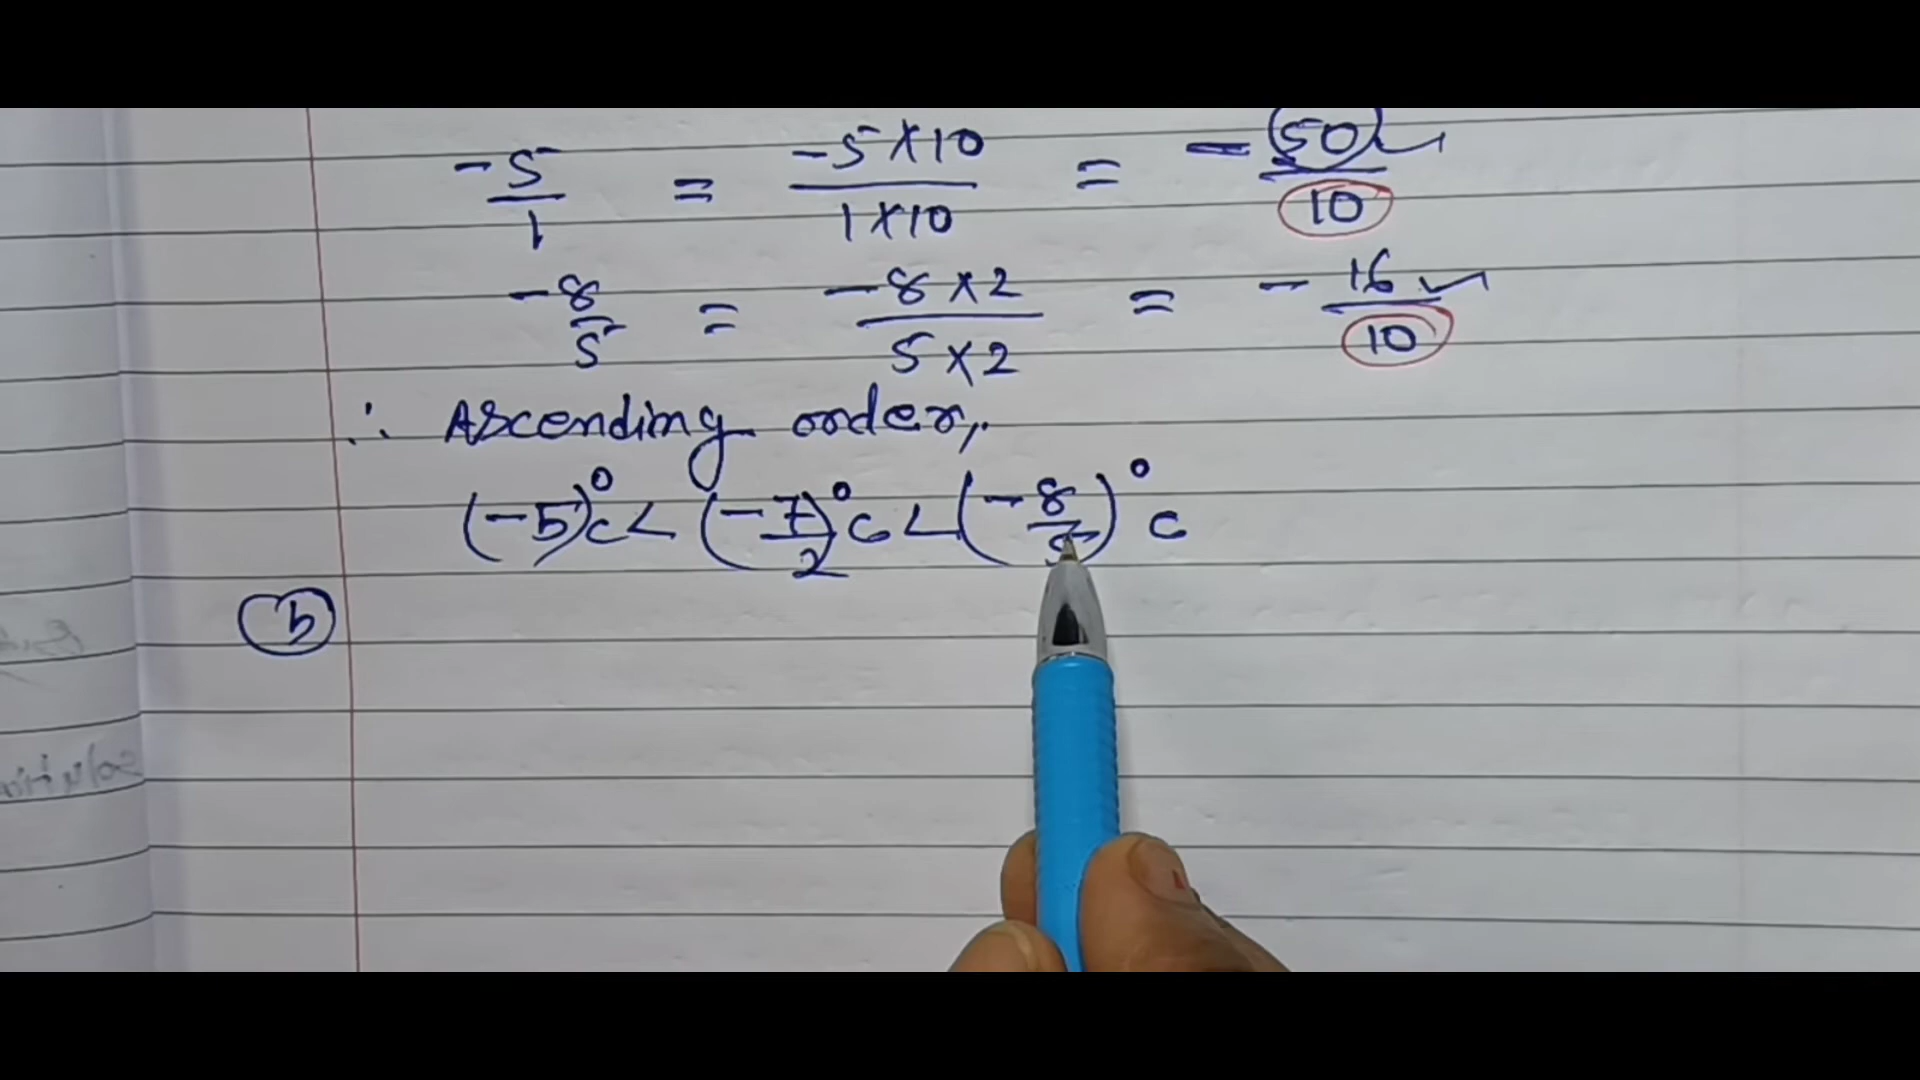 -5/1 = -5×10/1×10 = -50/10
-8/5 = -8×2/5×2 = -16/10
∴ Ascending order,
(-5)°c < (-7/2)°c < (-8/5)°c
b